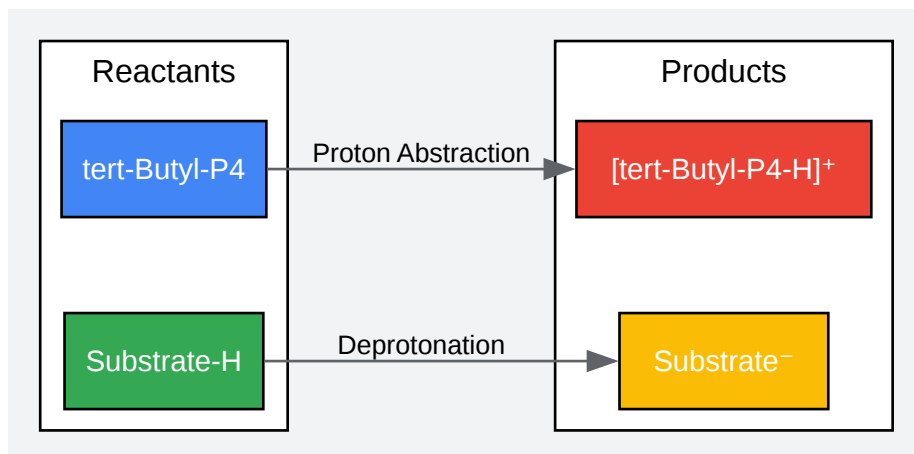 Reactants
Products
tert-Butyl-P4
Proton Abstraction
[tert-Butyl-P4-H]⁺
Substrate-H
Deprotonation
Substrate⁻